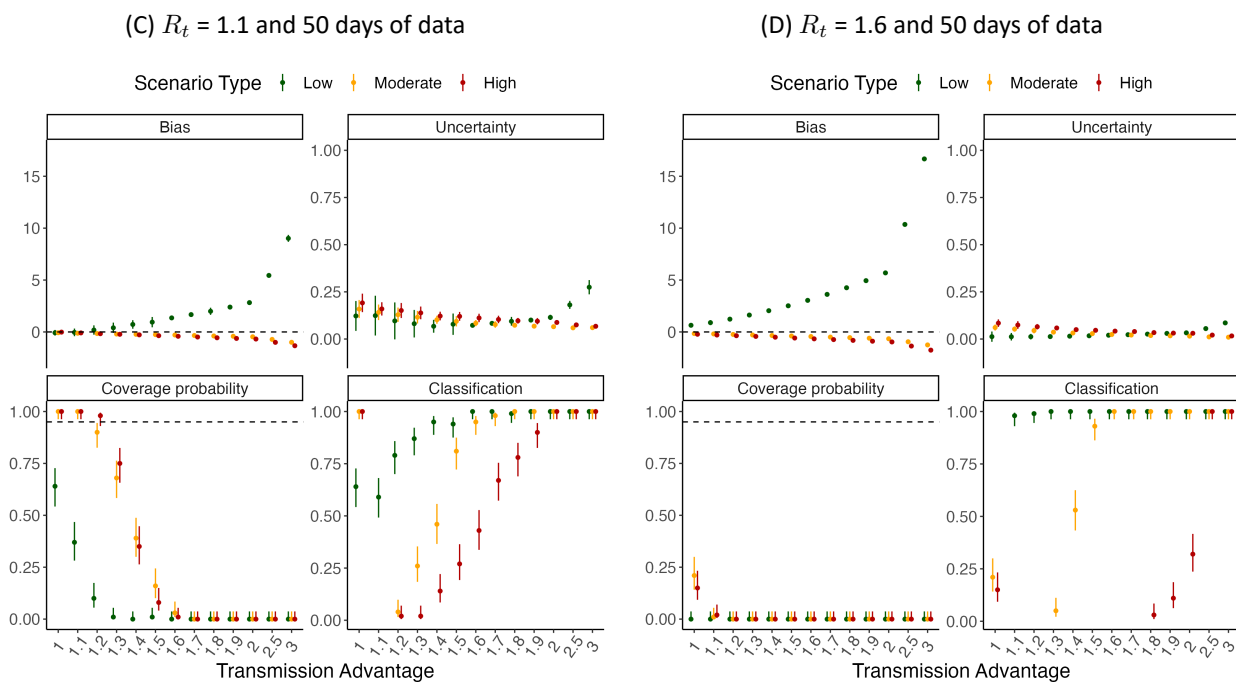 (C) R_t = 1.1 and 50 days of data
Scenario Type Low Moderate High
Bias
Uncertainty
15
10
5
0
1.00
0.75
0.50
0.25
0.00
Coverage probability
Classification
1.00
0.75
0.50
0.25
0.00
1.00
0.75
0.50
0.25
0.00
1 1.1 1.2 1.3 1.4 1.5 1.6 1.7 1.8 1.9 2 2.5 3
1 1.1 1.2 1.3 1.4 1.5 1.6 1.7 1.8 1.9 2 2.5 3
Transmission Advantage
(D) R_t = 1.6 and 50 days of data
Scenario Type Low Moderate High
Bias
Uncertainty
15
10
5
0
1.00
0.75
0.50
0.25
0.00
Coverage probability
Classification
1.00
0.75
0.50
0.25
0.00
1.00
0.75
0.50
0.25
0.00
1 1.1 1.2 1.3 1.4 1.5 1.6 1.7 1.8 1.9 2 2.5 3
1 1.1 1.2 1.3 1.4 1.5 1.6 1.7 1.8 1.9 2 2.5 3
Transmission Advantage